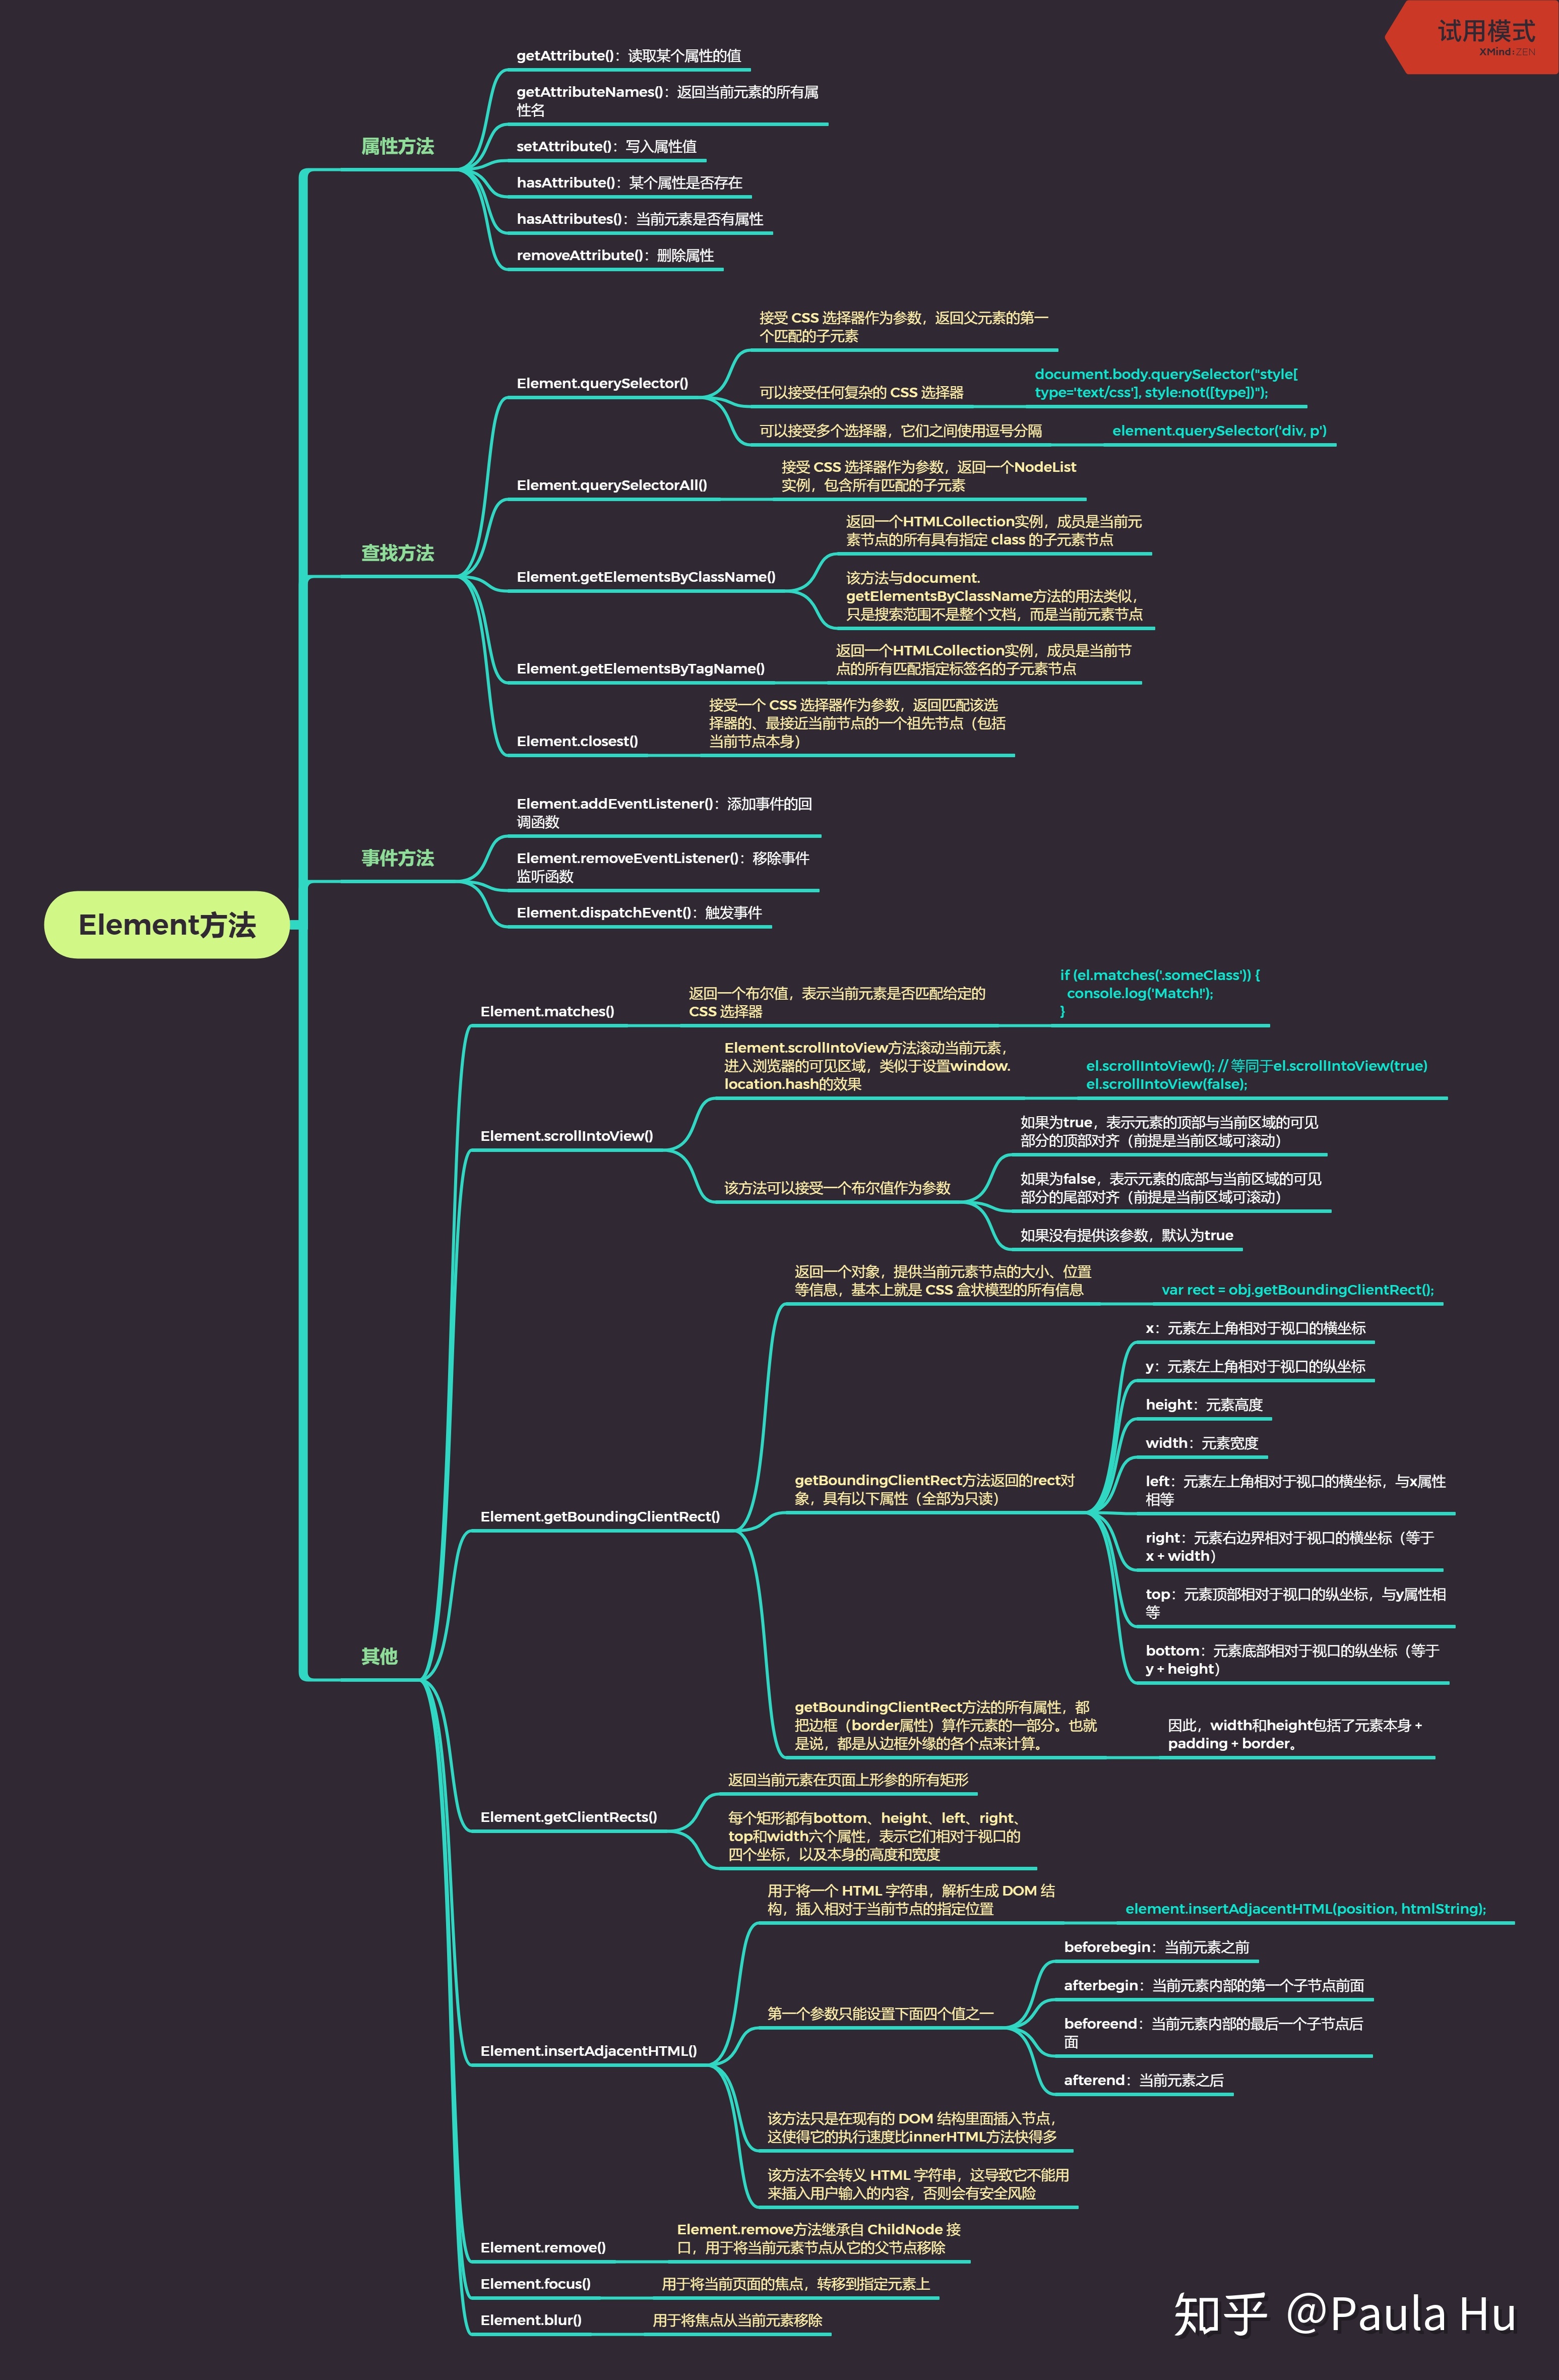 试用模式
XMind:ZEN
Element方法
属性方法
getAttribute()：读取某个属性的值
getAttributeNames()：返回当前元素的所有属
性名
setAttribute()：写入属性值
hasAttribute()：某个属性是否存在
hasAttributes()：当前元素是否有属性
removeAttribute()：删除属性
查找方法
Element.querySelector()
接受 CSS 选择器作为参数，返回父元素的第一
个匹配的子元素
可以接受任何复杂的 CSS 选择器
document.body.querySelector("style[
type='text/css'], style:not([type])");
可以接受多个选择器，它们之间使用逗号分隔
element.querySelector('div, p')
Element.querySelectorAll()
接受 CSS 选择器作为参数，返回一个NodeList
实例，包含所有匹配的子元素
Element.getElementsByClassName()
返回一个HTMLCollection实例，成员是当前元
素节点的所有具有指定 class 的子元素节点
该方法与document.
getElementsByClassName方法的用法类似，
只是搜索范围不是整个文档，而是当前元素节点
Element.getElementsByTagName()
返回一个HTMLCollection实例，成员是当前节
点的所有匹配指定标签名的子元素节点
Element.closest()
接受一个 CSS 选择器作为参数，返回匹配该选
择器的、最接近当前节点的一个祖先节点（包括
当前节点本身）
事件方法
Element.addEventListener()：添加事件的回
调函数
Element.removeEventListener()：移除事件
监听函数
Element.dispatchEvent()：触发事件
其他
Element.matches()
返回一个布尔值，表示当前元素是否匹配给定的
CSS 选择器
if (el.matches('.someClass')) {
console.log('Match!');
}
Element.scrollIntoView()
Element.scrollIntoView方法滚动当前元素，
进入浏览器的可见区域，类似于设置window.
location.hash的效果
el.scrollIntoView(); // 等同于el.scrollIntoView(true)
el.scrollIntoView(false);
该方法可以接受一个布尔值作为参数
如果为true，表示元素的顶部与当前区域的可见
部分的顶部对齐（前提是当前区域可滚动）
如果为false，表示元素的底部与当前区域的可见
部分的尾部对齐（前提是当前区域可滚动）
如果没有提供该参数，默认为true
Element.getBoundingClientRect()
返回一个对象，提供当前元素节点的大小、位置
等信息，基本上就是 CSS 盒状模型的所有信息
var rect = obj.getBoundingClientRect();
getBoundingClientRect方法返回的rect对
象，具有以下属性（全部为只读）
x：元素左上角相对于视口的横坐标
y：元素左上角相对于视口的纵坐标
height：元素高度
width：元素宽度
left：元素左上角相对于视口的横坐标，与x属性
相等
right：元素右边界相对于视口的横坐标（等于
x + width）
top：元素顶部相对于视口的纵坐标，与y属性相
等
bottom：元素底部相对于视口的纵坐标（等于
y + height）
getBoundingClientRect方法的所有属性，都
把边框（border属性）算作元素的一部分。也就
是说，都是从边框外缘的各个点来计算。
因此，width和height包括了元素本身 +
padding + border。
Element.getClientRects()
返回当前元素在页面上形参的所有矩形
每个矩形都有bottom、height、left、right、
top和width六个属性，表示它们相对于视口的
四个坐标，以及本身的高度和宽度
Element.insertAdjacentHTML()
用于将一个 HTML 字符串，解析生成 DOM 结
构，插入相对于当前节点的指定位置
element.insertAdjacentHTML(position, htmlString);
第一个参数只能设置下面四个值之一
beforebegin：当前元素之前
afterbegin：当前元素内部的第一个子节点前面
beforeend：当前元素内部的最后一个子节点后
面
afterend：当前元素之后
该方法只是在现有的 DOM 结构里面插入节点，
这使得它的执行速度比innerHTML方法快得多
该方法不会转义 HTML 字符串，这导致它不能用
来插入用户输入的内容，否则会有安全风险
Element.remove()
Element.remove方法继承自 ChildNode 接
口，用于将当前元素节点从它的父节点移除
Element.focus()
用于将当前页面的焦点，转移到指定元素上
Element.blur()
用于将焦点从当前元素移除
知乎 @Paula Hu